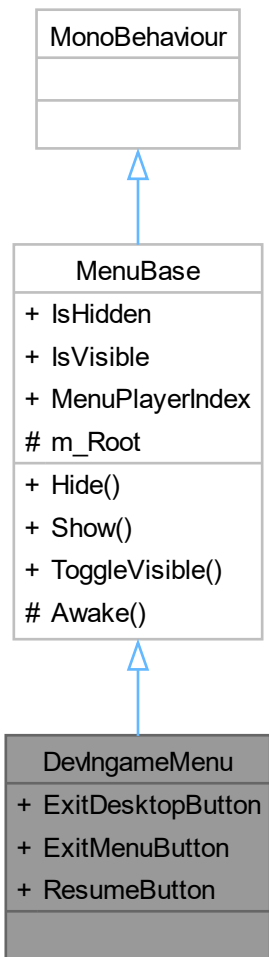 MonoBehaviour
MenuBase
+ IsHidden
+ IsVisible
+ MenuPlayerIndex
# m_Root
+ Hide()
+ Show()
+ ToggleVisible()
# Awake()
DevIngameMenu
+ ExitDesktopButton
+ ExitMenuButton
+ ResumeButton